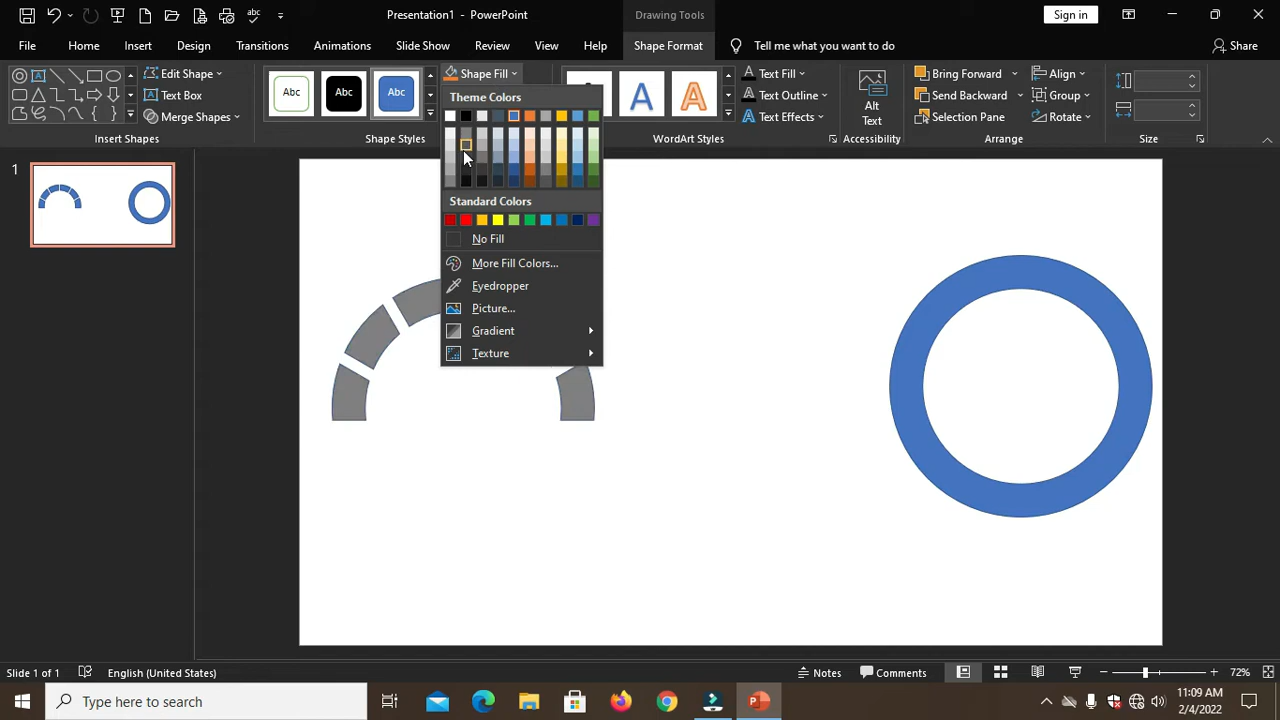 Presentation1 - PowerPoint
Drawing Tools
Sign in
File Home Insert Design Transitions Animations Slide Show Review View Help Shape Format Tell me what you want to do Share
Edit Shape
Text Box
Merge Shapes
Insert Shapes
Abc Abc Abc
Shape Styles
Shape Fill
Theme Colors
Standard Colors
No Fill
More Fill Colors...
Eyedropper
Picture...
Gradient
Texture
A A
Text Fill
Text Outline
Text Effects
WordArt Styles
Alt
Text
Accessibility
Bring Forward
Send Backward
Selection Pane
Align
Group
Rotate
Arrange
Size
1
Slide 1 of 1 English (United States) Notes Comments 72%
Type here to search
11:09 AM
2/4/2022